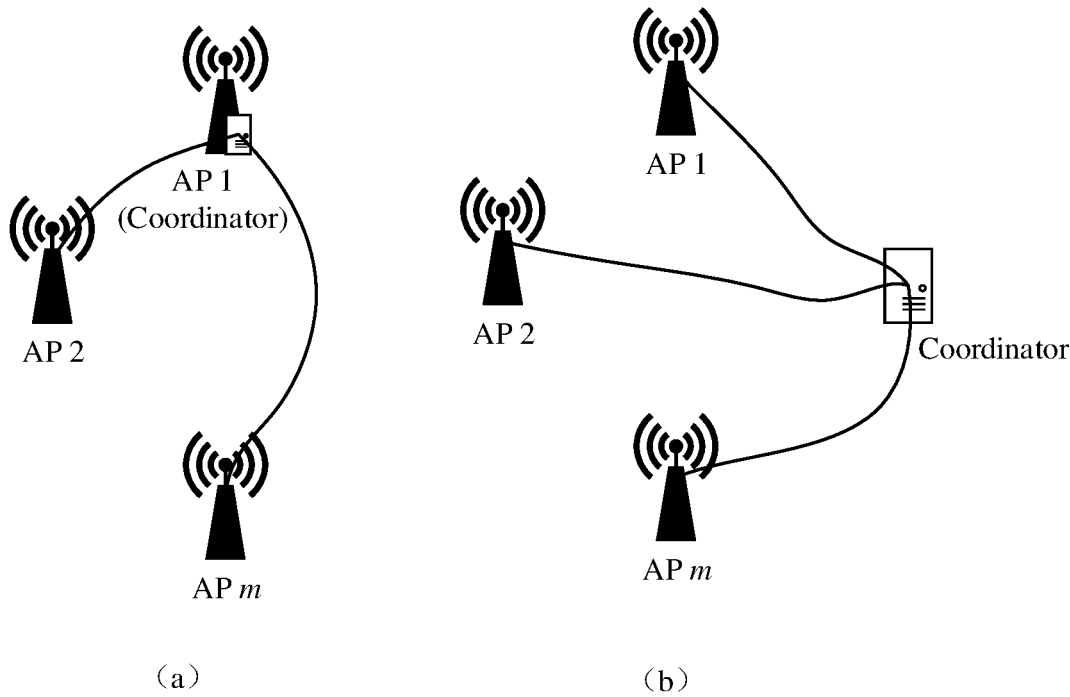 AP 1
(Coordinator)
AP 2
AP m
(a)
AP 1
AP 2
Coordinator
AP m
(b)